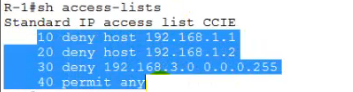 R-1#sh access-lists
Standard IP access list CCIE
10 deny host 192.168.1.1
20 deny host 192.168.1.2
30 deny 192.168.3.0 0.0.0.255
40 permit any